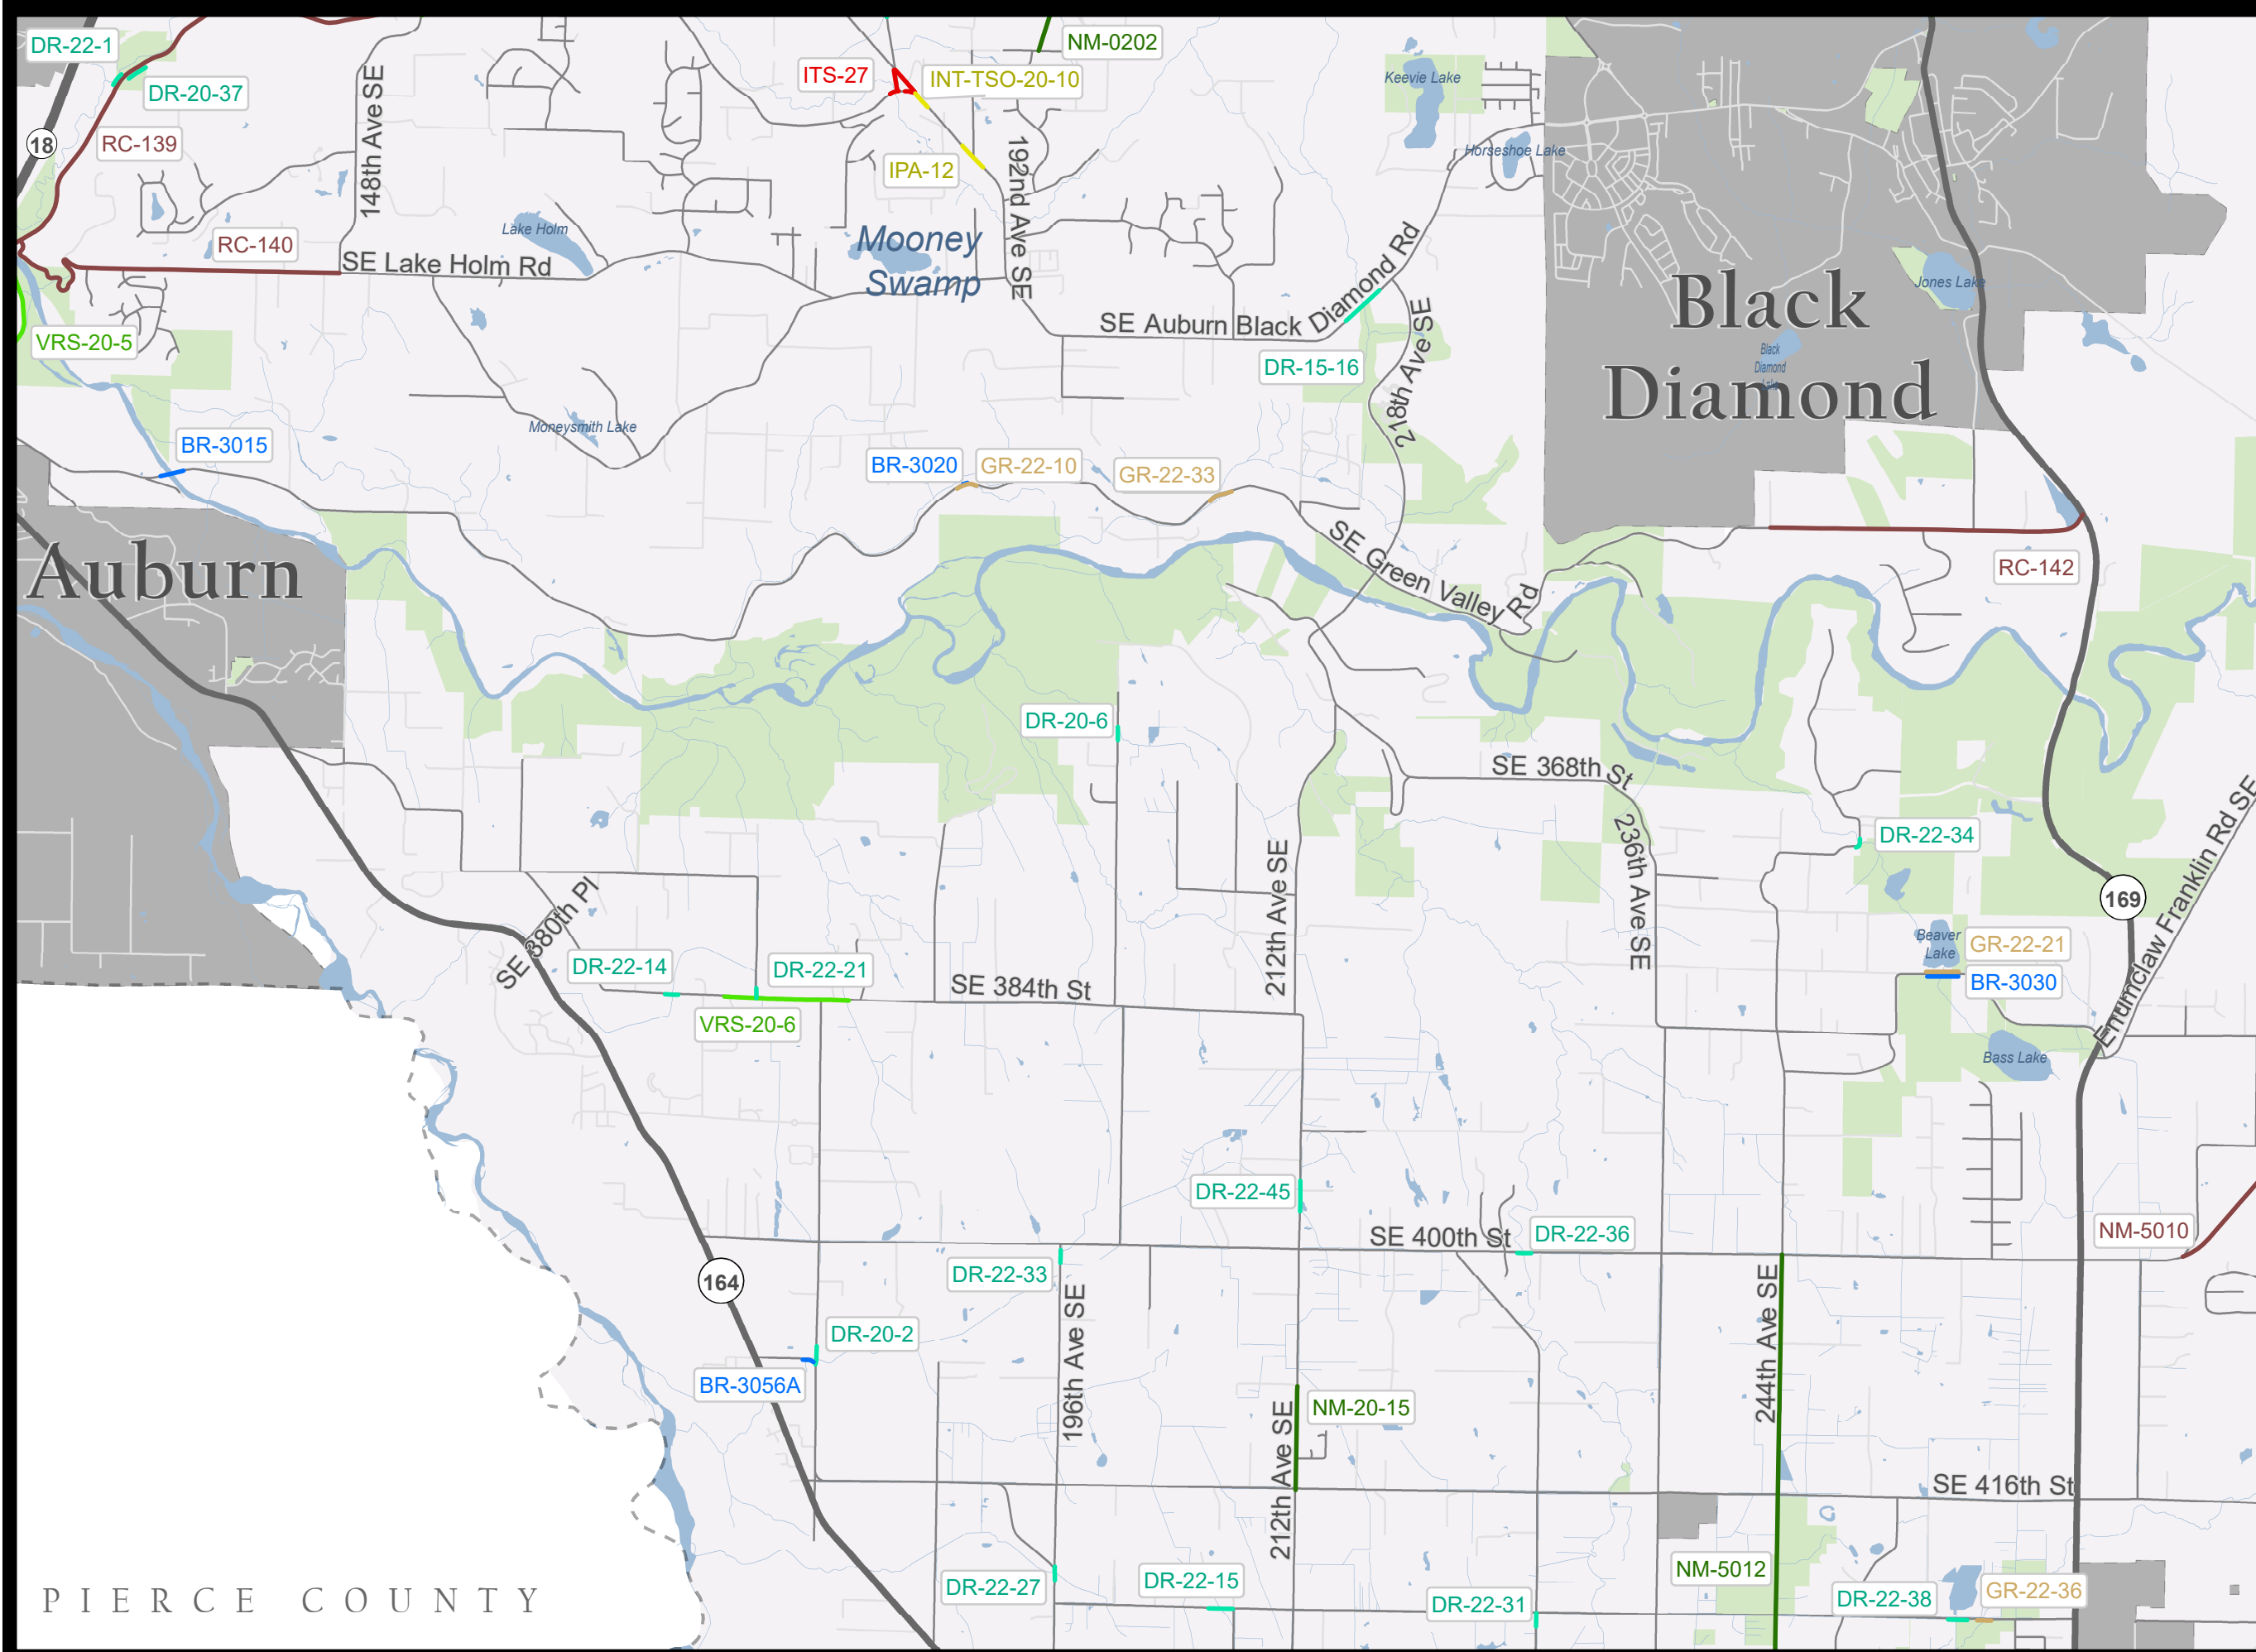 DR-22-1
NM-0202
ITS-27
INT-TSO-20-10
Keevie Lake
DR-20-37
18
RC-139
148th Ave SE
IPA-12
192nd Ave SE
Horseshoe Lake
Lake Holm
RC-140
SE Lake Holm Rd
Mooney
Swamp
SE Auburn Black Diamond Rd
218th Ave SE
Black
Diamond
Jones Lake
Black
Diamond
Lake
VRS-20-5
DR-15-16
Moneysmith Lake
BR-3015
BR-3020
GR-22-10
GR-22-33
SE Green Valley Rd
RC-142
Auburn
DR-20-6
SE 368th St
236th Ave SE
DR-22-34
212th Ave SE
169
Enumclaw Franklin Rd SE
SE 380th Pl
DR-22-14
DR-22-21
SE 384th St
VRS-20-6
Beaver
Lake
GR-22-21
BR-3030
Bass Lake
DR-22-45
SE 400th St
DR-22-36
NM-5010
164
DR-22-33
196th Ave SE
244th Ave SE
DR-20-2
BR-3056A
NM-20-15
212th Ave SE
SE 416th St
NM-5012
DR-22-27
DR-22-15
DR-22-31
DR-22-38
GR-22-36
PIERCE COUNTY